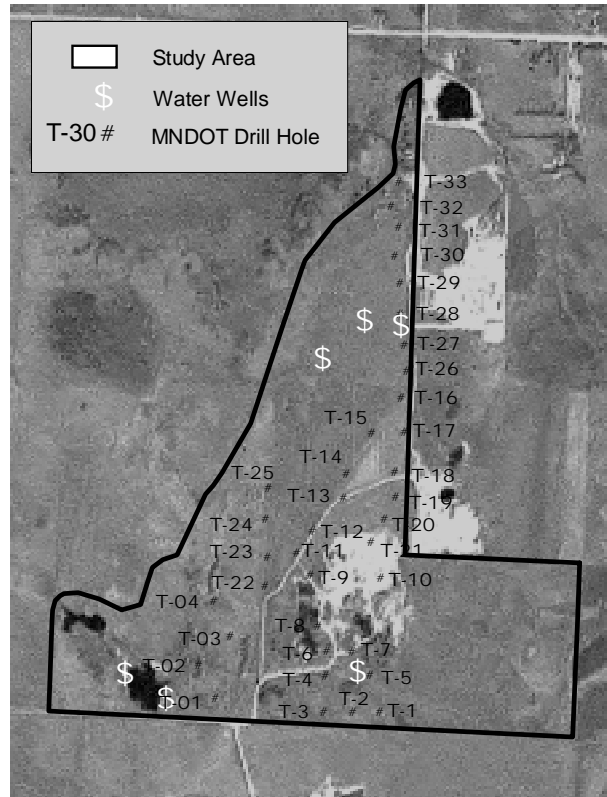 Study Area
$ Water Wells
T-30 # MNDOT Drill Hole
# T-33
# T-32
# T-31
# T-30
# T-29
# T-28
$ $
# T-27
$
# T-26
# T-16
T-15 #
# T-17
T-14 #
# T-18
T-25 #
T-13 #
# T-19
T-24 #
# T-20
# T-12
# T-21
T-23 #
# T-11
# T-9
# T-10
T-22 #
T-04 #
T-8 #
T-03 #
T-6 #
# T-7
T-02 #
$
$
T-4 #
# T-5
T-01 #
$
T-3 #
T-2 #
# T-1